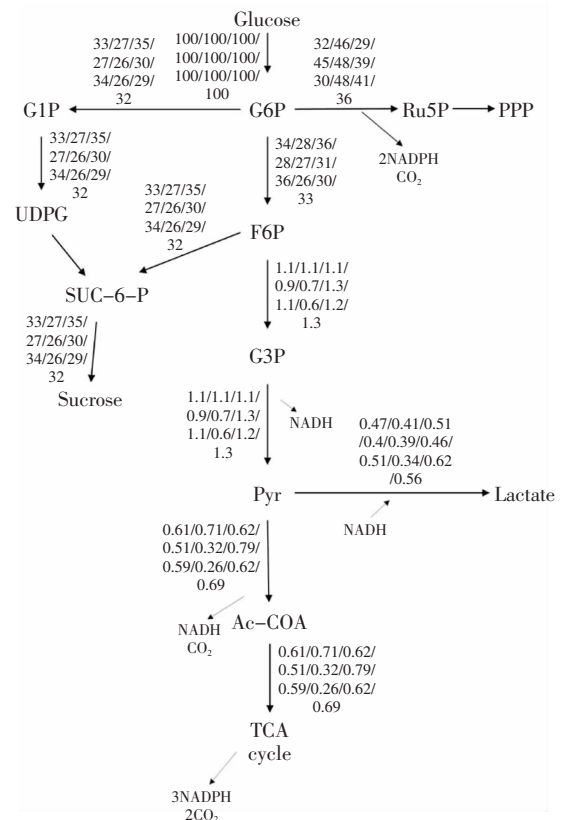 Glucose
33/27/35/
27/26/30/
34/26/29/
32
100/100/100/
100/100/100/
100/100/100/
100
32/46/29/
45/48/39/
30/48/41/
36
G1P
G6P
Ru5P
PPP
2NADPH
CO₂
33/27/35/
27/26/30/
34/26/29/
32
34/28/36/
28/27/31/
36/26/30/
33
UDPG
33/27/35/
27/26/30/
34/26/29/
32
F6P
SUC-6-P
1.1/1.1/1.1/
0.9/0.7/1.3/
1.1/0.6/1.2/
1.3
33/27/35/
27/26/30/
34/26/29/
32
Sucrose
G3P
1.1/1.1/1.1/
0.9/0.7/1.3/
1.1/0.6/1.2/
1.3
NADH
0.47/0.41/0.51
/0.4/0.39/0.46/
0.51/0.34/0.62
/0.56
Pyr
Lactate
NADH
0.61/0.71/0.62/
0.51/0.32/0.79/
0.59/0.26/0.62/
0.69
NADH
CO₂
Ac-COA
0.61/0.71/0.62/
0.51/0.32/0.79/
0.59/0.26/0.62/
0.69
TCA
cycle
3NADPH
2CO₂